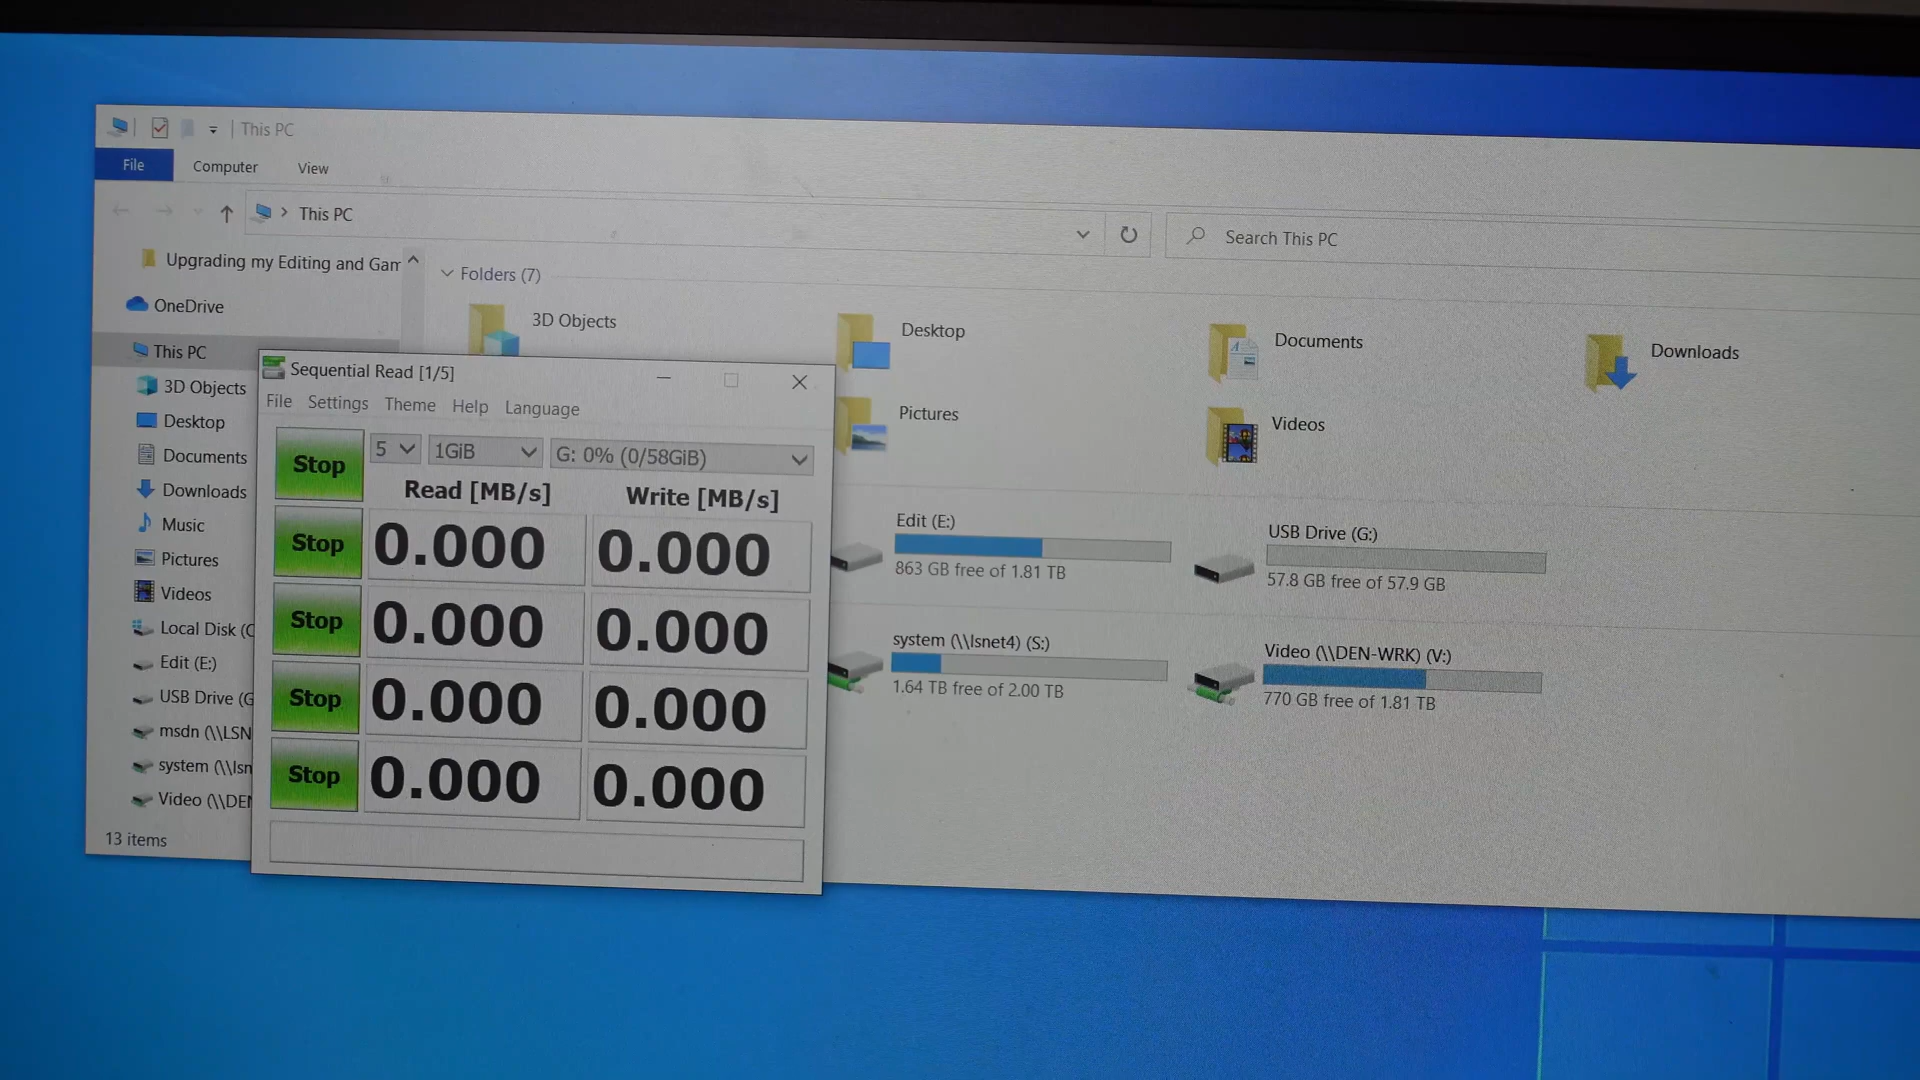 This PC
File
Computer
View
This PC
Search This PC
Upgrading my Editing and Gam
OneDrive
This PC
3D Objects
Desktop
Documents
Downloads
Music
Pictures
Videos
Local Disk (C
Edit (E:)
USB Drive (G
msdn (\\LSN
system (\\lsn
Video (\\DEN
13 items
Folders (7)
3D Objects
Desktop
Documents
Downloads
Pictures
Videos
Edit (E:)
863 GB free of 1.81 TB
USB Drive (G:)
57.8 GB free of 57.9 GB
system (\\lsnet4) (S:)
1.64 TB free of 2.00 TB
Video (\\DEN-WRK) (V:)
770 GB free of 1.81 TB
Sequential Read [1/5]
File Settings Theme Help Language
Stop 5 1GiB G: 0% (0/58GiB)
Read [MB/s] Write [MB/s]
Stop 0.000 0.000
Stop 0.000 0.000
Stop 0.000 0.000
Stop 0.000 0.000